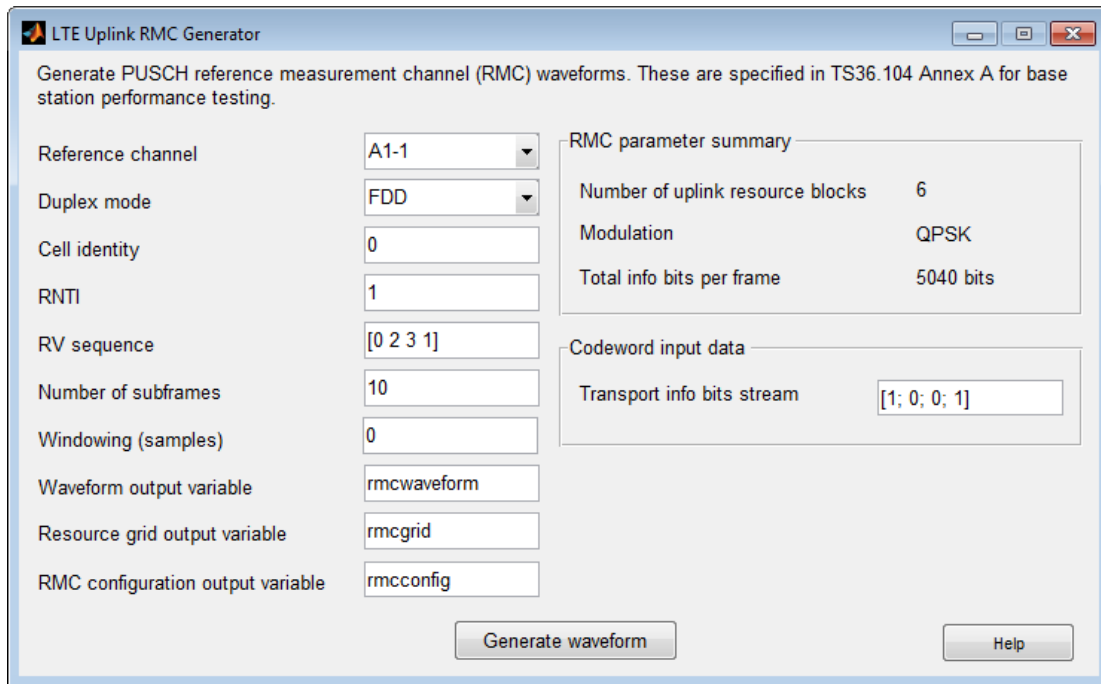 LTE Uplink RMC Generator
Generate PUSCH reference measurement channel (RMC) waveforms. These are specified in TS36.104 Annex A for base
station performance testing.
Reference channel A1-1
Duplex mode FDD
Cell identity 0
RNTI 1
RV sequence [0 2 3 1]
Number of subframes 10
Windowing (samples) 0
Waveform output variable rmcwaveform
Resource grid output variable rmcgrid
RMC configuration output variable rmcconfig
RMC parameter summary
Number of uplink resource blocks 6
Modulation QPSK
Total info bits per frame 5040 bits
Codeword input data
Transport info bits stream [1; 0; 0; 1]
Generate waveform
Help